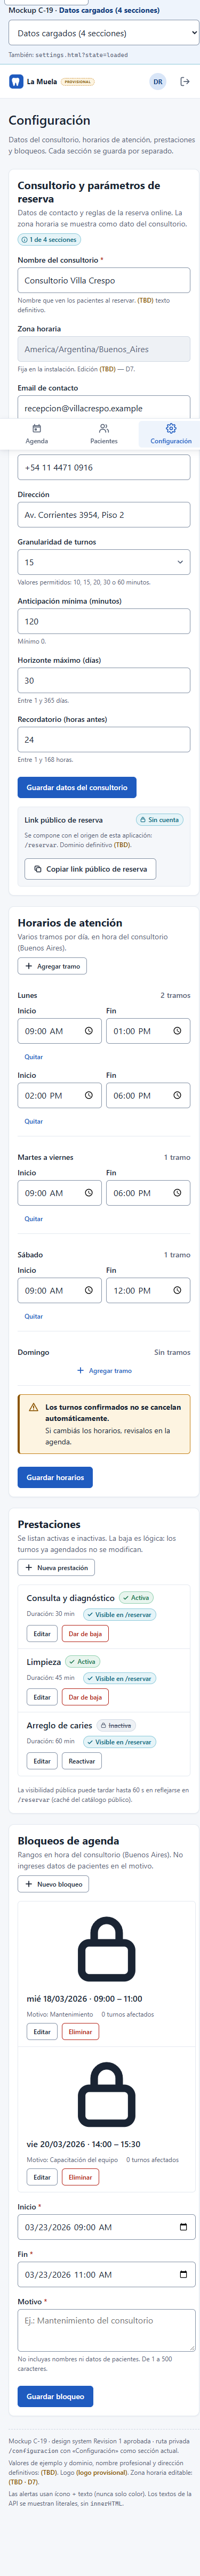 Mockup C-19 · Datos cargados (4 secciones)
Datos cargados (4 secciones)
También: settings.html?state=loaded
La Muela
PROVISIONAL
DR
Configuración
Datos del consultorio, horarios de atención, prestaciones
y bloqueos. Cada sección se guarda por separado.
Consultorio y parámetros de
reserva
Datos de contacto y reglas de la reserva online. La
zona horaria se muestra como dato del consultorio.
1 de 4 secciones
Nombre del consultorio *
Consultorio Villa Crespo
Nombre que ven los pacientes al reservar. (TBD) texto
definitivo.
Zona horaria
America/Argentina/Buenos_Aires
Fija en la instalación. Edición (TBD) — D7.
Email de contacto
recepcion@villacrespo.example
Agenda
Pacientes
Configuración
+54 11 4471 0916
Dirección
Av. Corrientes 3954, Piso 2
Granularidad de turnos
15
Valores permitidos: 10, 15, 20, 30 o 60 minutos.
Anticipación mínima (minutos)
120
Mínimo 0.
Horizonte máximo (días)
30
Entre 1 y 365 días.
Recordatorio (horas antes)
24
Entre 1 y 168 horas.
Guardar datos del consultorio
Link público de reserva
Sin cuenta
Se compone con el origen de esta aplicación:
/reservar. Dominio definitivo (TBD).
Copiar link público de reserva
Horarios de atención
Varios tramos por día, en hora del consultorio
(Buenos Aires).
Agregar tramo
Lunes 2 tramos
Inicio Fin
09:00 AM 01:00 PM
Quitar
Inicio Fin
02:00 PM 06:00 PM
Quitar
Martes a viernes 1 tramo
Inicio Fin
09:00 AM 06:00 PM
Quitar
Sábado 1 tramo
Inicio Fin
09:00 AM 12:00 PM
Quitar
Domingo Sin tramos
Agregar tramo
Los turnos confirmados no se cancelan
automáticamente.
Si cambiás los horarios, revisalos en la
agenda.
Guardar horarios
Prestaciones
Se listan activas e inactivas. La baja es lógica: los
turnos ya agendados no se modifican.
Nueva prestación
Consulta y diagnóstico Activa
Duración: 30 min Visible en /reservar
Editar Dar de baja
Limpieza Activa
Duración: 45 min Visible en /reservar
Editar Dar de baja
Arreglo de caries Inactiva
Duración: 60 min Visible en /reservar
Editar Reactivar
La visibilidad pública puede tardar hasta 60 s en reflejarse en
/reservar (caché del catálogo público).
Bloqueos de agenda
Rangos en hora del consultorio (Buenos Aires). No
ingreses datos de pacientes en el motivo.
Nuevo bloqueo
mié 18/03/2026 · 09:00 – 11:00
Motivo: Mantenimiento 0 turnos afectados
Editar Eliminar
vie 20/03/2026 · 14:00 – 15:30
Motivo: Capacitación del equipo 0 turnos afectados
Editar Eliminar
Inicio *
03/23/2026 09:00 AM
Fin *
03/23/2026 11:00 AM
Motivo *
Ej.: Mantenimiento del consultorio
No incluyas nombres ni datos de pacientes. De 1 a 500
caracteres.
Guardar bloqueo
Mockup C-19 · design system Revision 1 aprobada · ruta privada
/configuracion con «Configuración» como sección actual.
Valores de ejemplo y dominio, nombre profesional y dirección
definitivos: (TBD). Logo (logo provisional). Zona horaria editable:
(TBD · D7).
Las alertas usan ícono + texto (nunca solo color). Los textos de
la API se muestran literales, sin innerHTML.